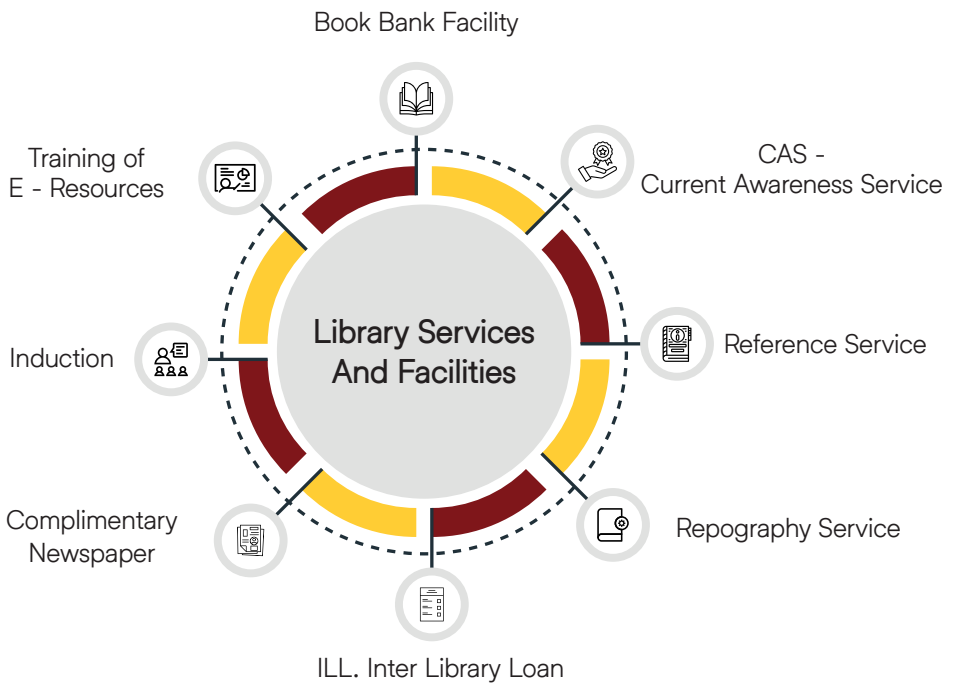 Book Bank Facility
CAS -
Current Awareness Service
Reference Service
Repography Service
ILL. Inter Library Loan
Complimentary
Newspaper
Induction
Training of
E - Resources
Library Services
And Facilities